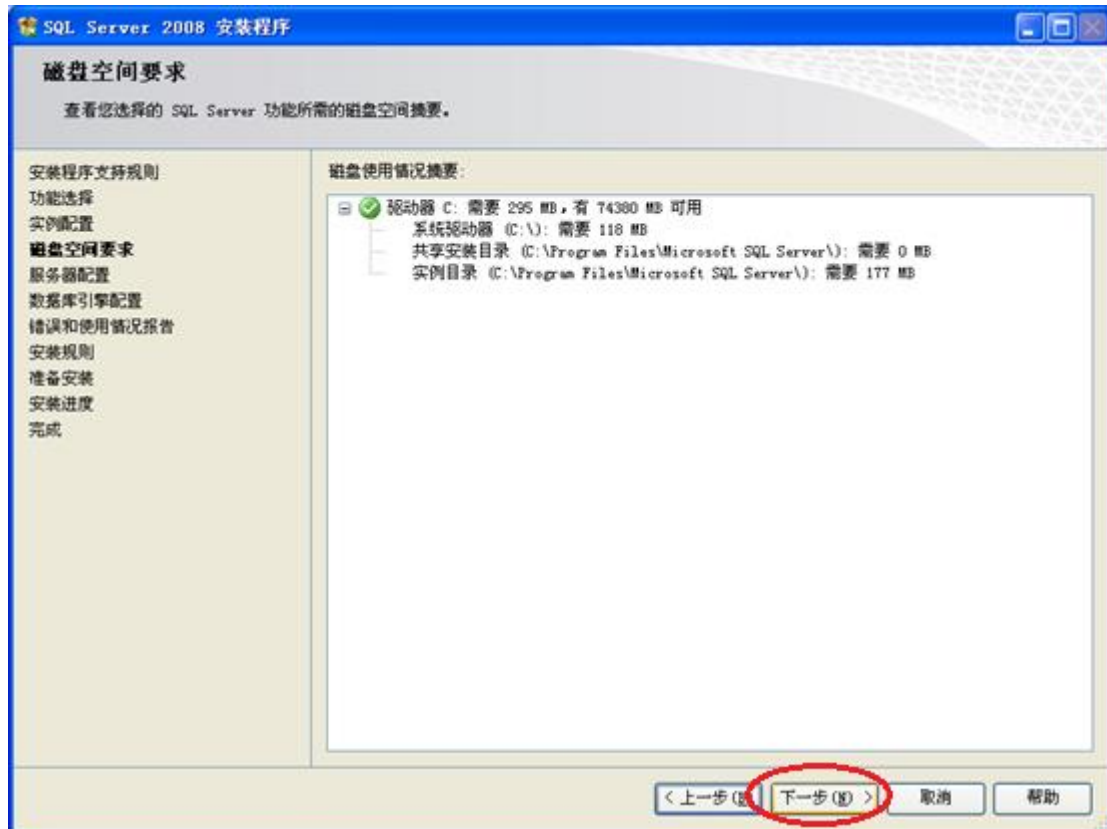 SQL Server 2008 安装程序
磁盘空间要求
查看您选择的 SQL Server 功能所需的磁盘空间摘要。
安装程序支持规则
功能选择
实例配置
磁盘空间要求
服务器配置
数据库引擎配置
错误和使用情况报告
安装规则
准备安装
安装进度
完成
磁盘使用情况摘要:
驱动器 C: 需要 295 MB，有 74380 MB 可用
系统驱动器 (C:\): 需要 118 MB
共享安装目录 (C:\Program Files\Microsoft SQL Server\): 需要 0 MB
实例目录 (C:\Program Files\Microsoft SQL Server\): 需要 177 MB
< 上一步(B) 下一步(N) > 取消 帮助